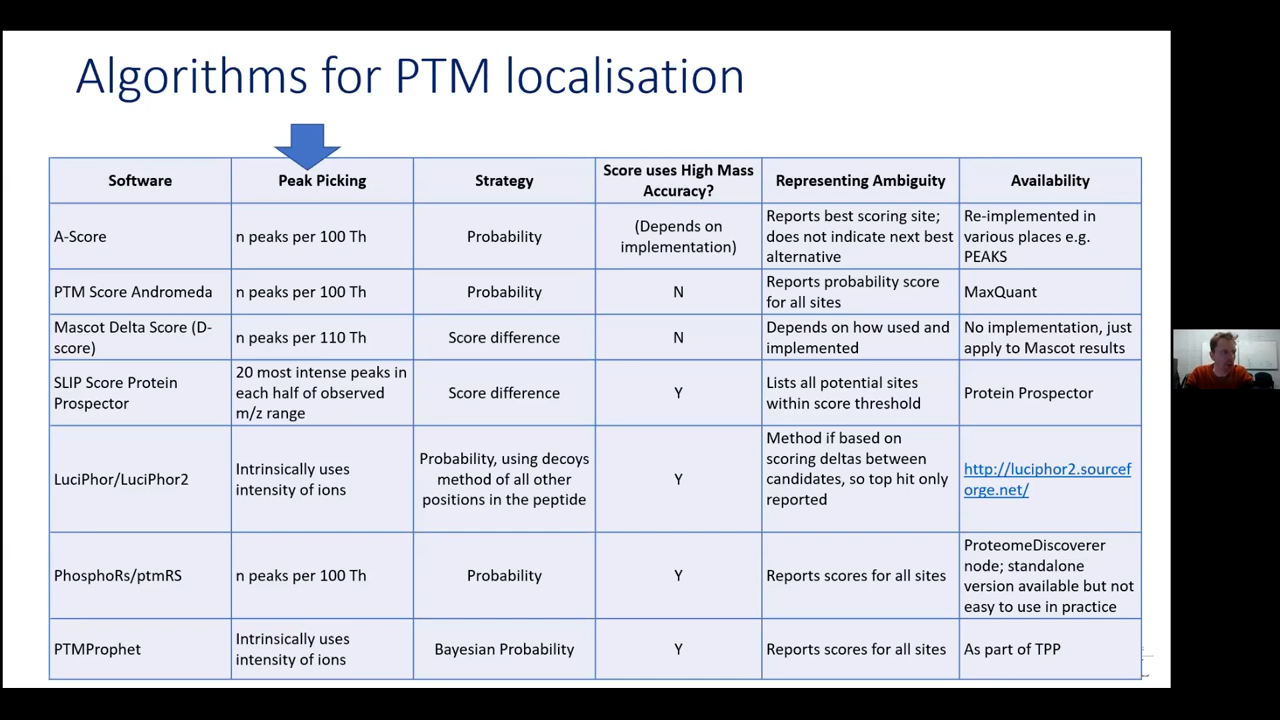 Algorithms for PTM localisation
Software
Peak Picking
Strategy
Score uses High Mass
Accuracy?
Representing Ambiguity
Availability
A-Score
n peaks per 100 Th
Probability
(Depends on
implementation)
Reports best scoring site;
does not indicate next best
alternative
Re-implemented in
various places e.g.
PEAKS
PTM Score Andromeda
n peaks per 100 Th
Probability
N
Reports probability score
for all sites
MaxQuant
Mascot Delta Score (D-
score)
n peaks per 110 Th
Score difference
N
Depends on how used and
implemented
No implementation, just
apply to Mascot results
SLIP Score Protein
Prospector
20 most intense peaks in
each half of observed
m/z range
Score difference
Y
Lists all potential sites
within score threshold
Protein Prospector
LuciPhor/LuciPhor2
Intrinsically uses
intensity of ions
Probability, using decoys
method of all other
positions in the peptide
Y
Method if based on
scoring deltas between
candidates, so top hit only
reported
http://luciphor2.sourcef
orge.net/
PhosphoRs/ptmRS
n peaks per 100 Th
Probability
Y
Reports scores for all sites
ProteomeDiscoverer
node; standalone
version available but not
easy to use in practice
PTMProphet
Intrinsically uses
intensity of ions
Bayesian Probability
Y
Reports scores for all sites
As part of TPP